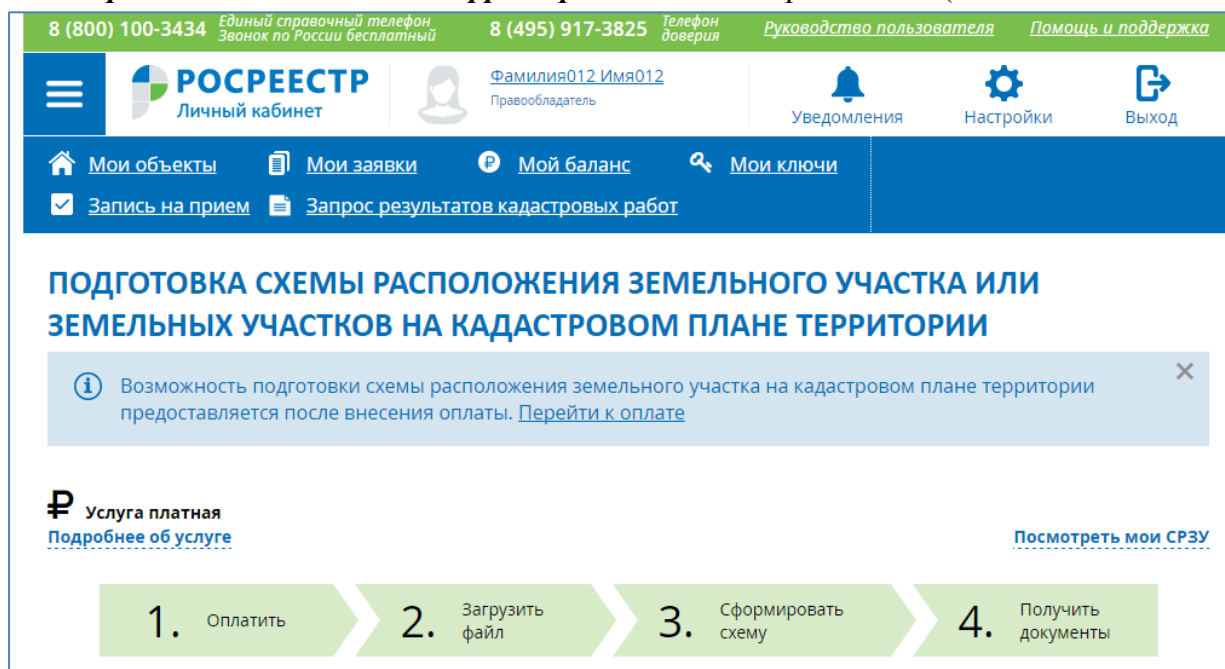 8 (800) 100-3434 Единый справочный телефон
Звонок по России бесплатный
8 (495) 917-3825 Телефон
доверия
Руководство пользователя
Помощь и поддержка
РОСРЕЕСТР
Личный кабинет
Фамилия012 Имя012
Правообладатель
Уведомления
Настройки
Выход
Мои объекты
Мои заявки
Мой баланс
Мои ключи
Запись на прием
Запрос результатов кадастровых работ
ПОДГОТОВКА СХЕМЫ РАСПОЛОЖЕНИЯ ЗЕМЕЛЬНОГО УЧАСТКА ИЛИ
ЗЕМЕЛЬНЫХ УЧАСТКОВ НА КАДАСТРОВОМ ПЛАНЕ ТЕРРИТОРИИ
Возможность подготовки схемы расположения земельного участка на кадастровом плане территории
предоставляется после внесения оплаты. Перейти к оплате
₽ Услуга платная
Подробнее об услуге
Посмотреть мои СРЗУ
1. Оплатить
2. Загрузить
файл
3. Сформировать
схему
4. Получить
документы